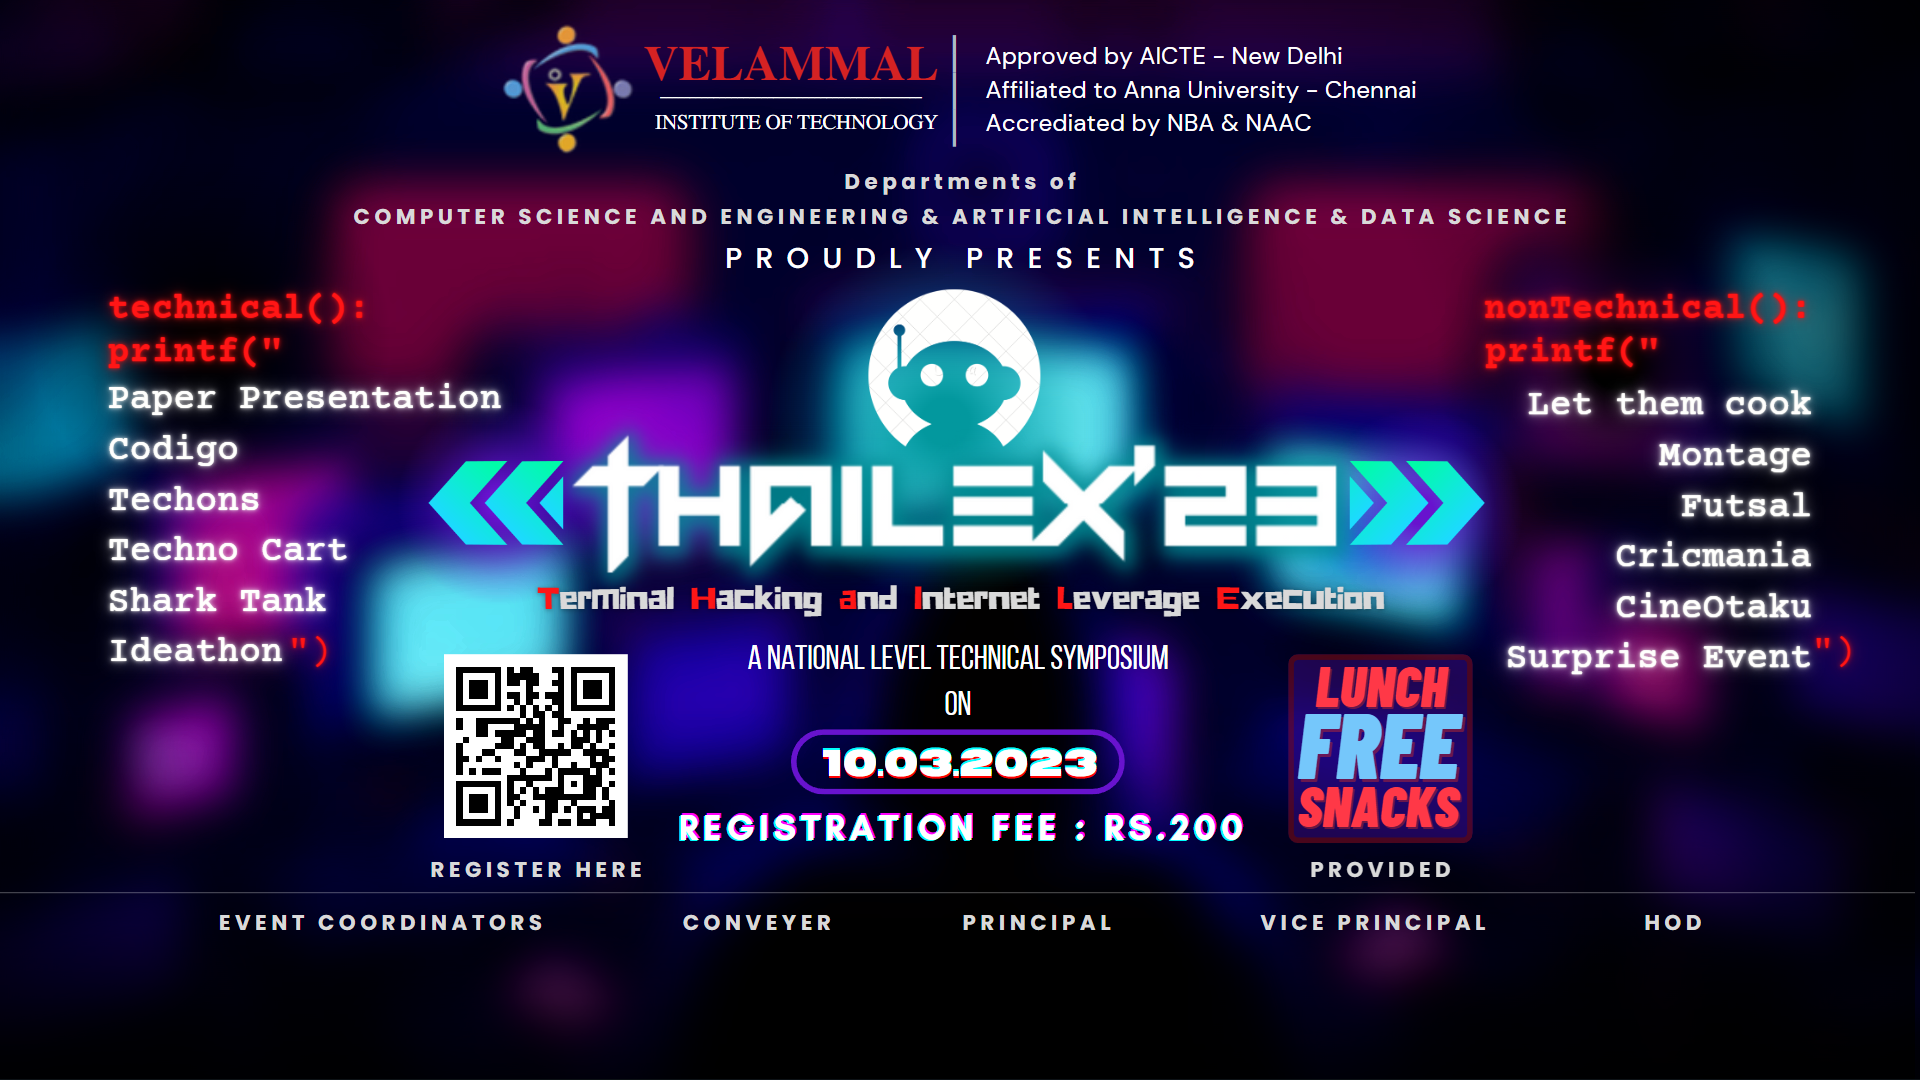 VELAMMAL
INSTITUTE OF TECHNOLOGY
Approved by AICTE - New Delhi
Affiliated to Anna University - Chennai
Accrediated by NBA & NAAC
Departments of
COMPUTER SCIENCE AND ENGINEERING & ARTIFICIAL INTELLIGENCE & DATA SCIENCE
PROUDLY PRESENTS
technical():
printf("
Paper Presentation
Codigo
Techons
Techno Cart
Shark Tank
Ideathon")
THAILEX'23
Terminal Hacking and Internet Leverage Execution
A NATIONAL LEVEL TECHNICAL SYMPOSIUM
ON
10.03.2023
REGISTRATION FEE : RS.200
nonTechnical():
printf("
Let them cook
Montage
Futsal
Cricmania
CineOtaku
Surprise Event")
REGISTER HERE
LUNCH
FREE
SNACKS
PROVIDED
EVENT COORDINATORS
CONVEYER
PRINCIPAL
VICE PRINCIPAL
HOD